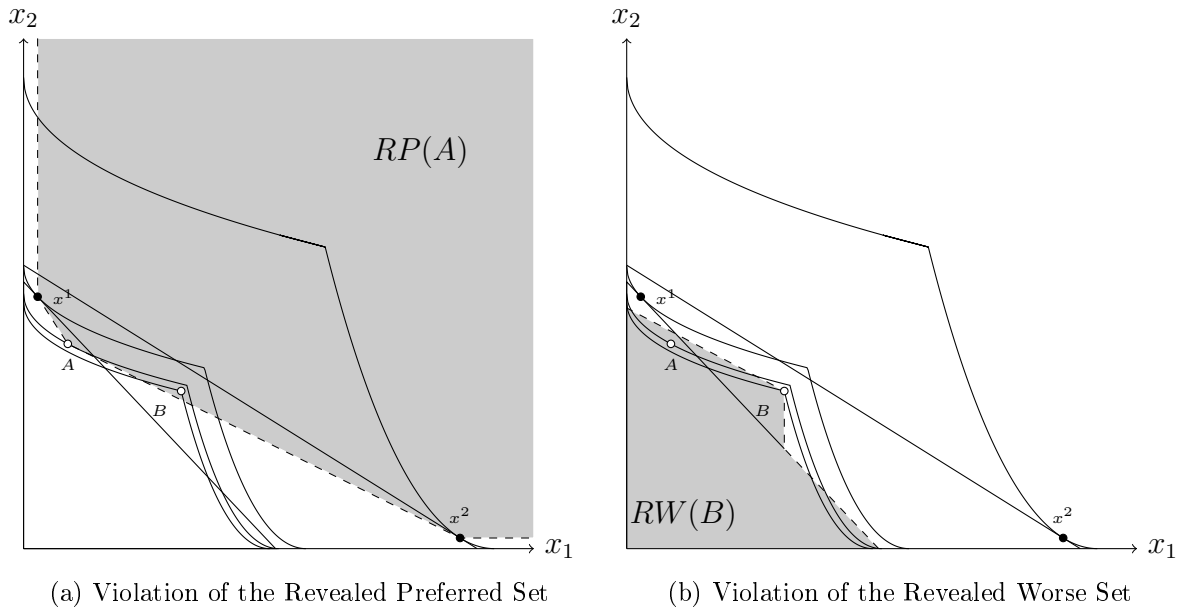 x₂
RP(A)
x¹
A
B
x²
x₁
(a) Violation of the Revealed Preferred Set
x₂
x¹
A
B
RW(B)
x²
x₁
(b) Violation of the Revealed Worse Set